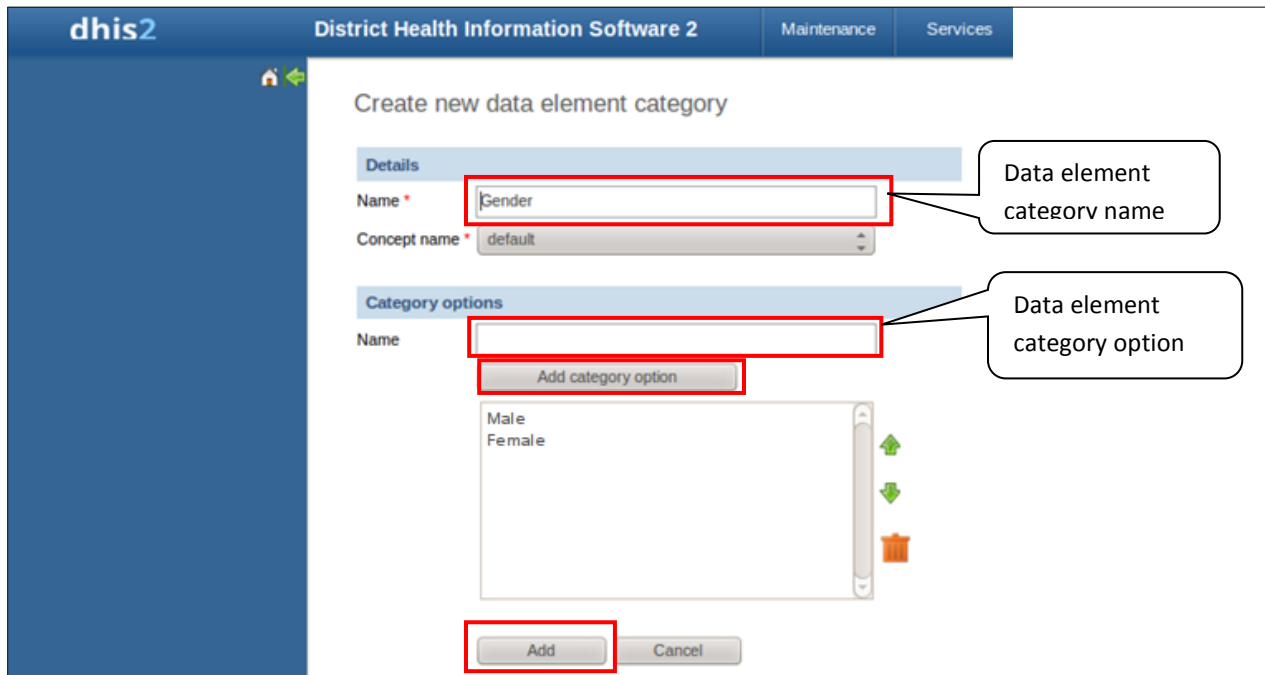 dhis2
District Health Information Software 2
Maintenance
Services
Create new data element category
Details
Name *
Gender
Data element
category name
Concept name *
default
Category options
Name
Data element
category option
Add category option
Male
Female
Add
Cancel